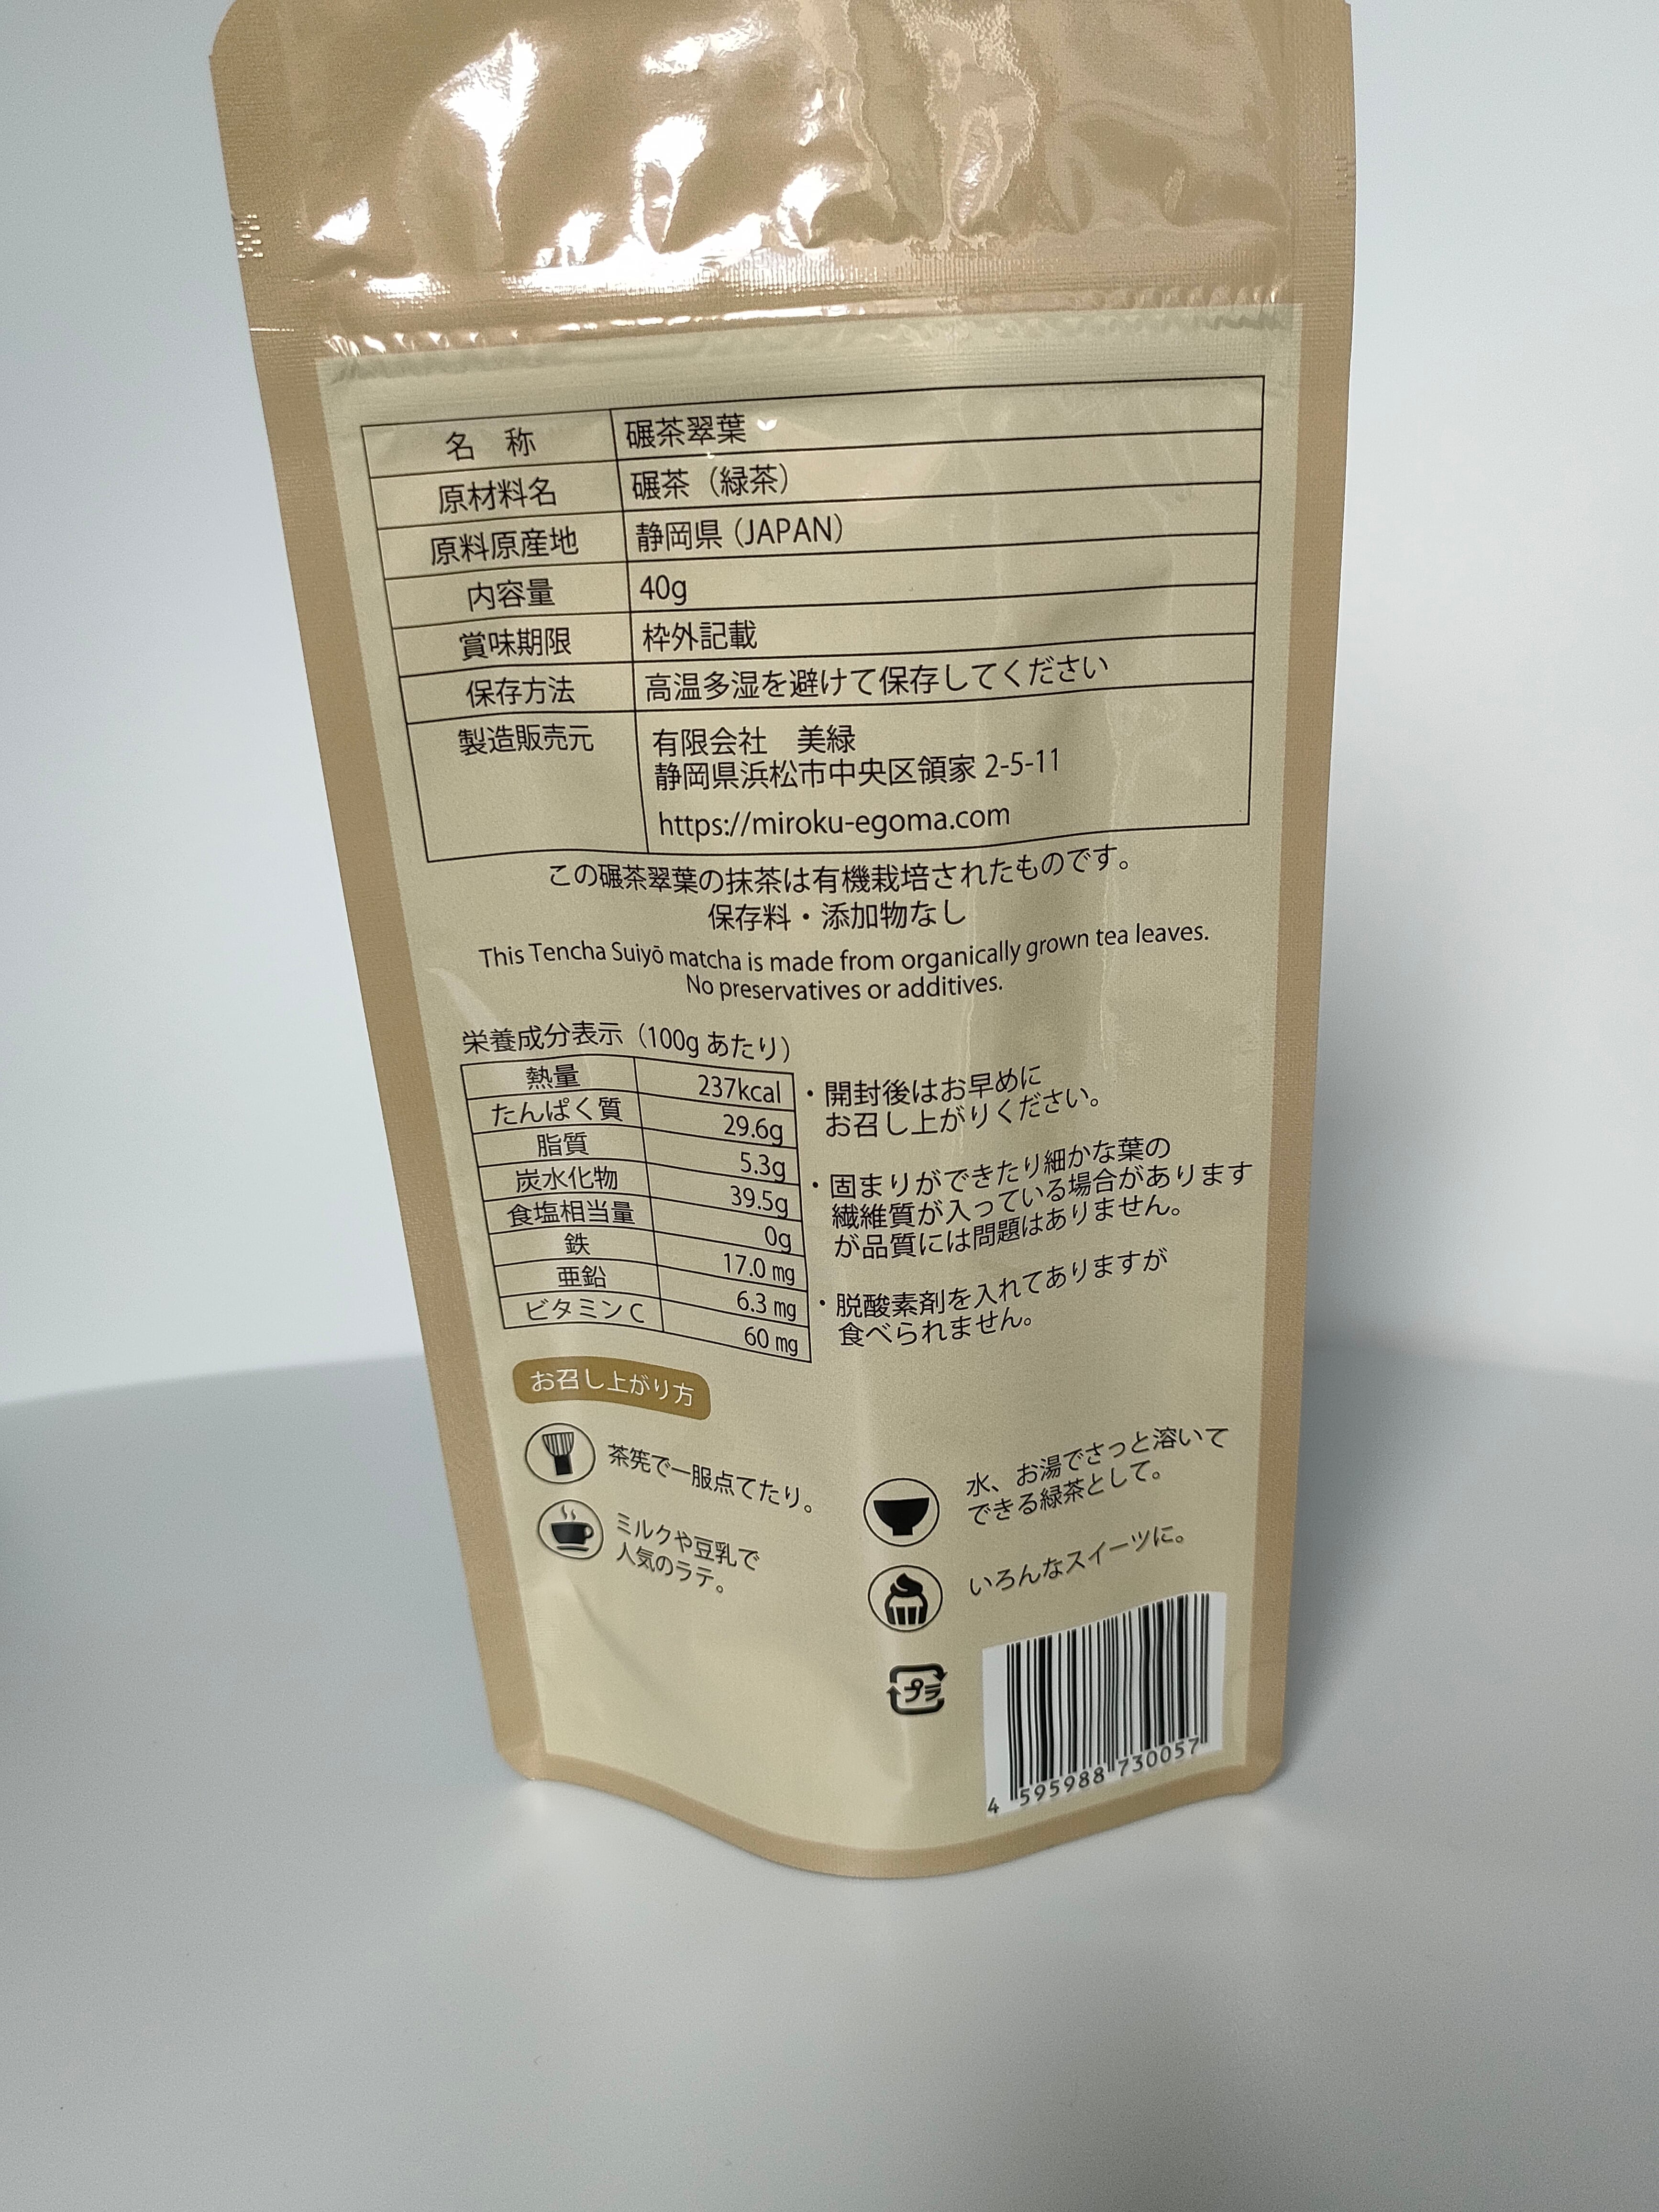 名　称　碾茶翠葉
原材料名　碾茶（緑茶）
原料原産地　静岡県（JAPAN）
内容量　40g
賞味期限　枠外記載
保存方法　高温多湿を避けて保存してください
製造販売元　有限会社　美緑
静岡県浜松市中央区領家 2-5-11
https://miroku-egoma.com
この碾茶翠葉の抹茶は有機栽培されたものです。
保存料・添加物なし
This Tencha Suiyō matcha is made from organically grown tea leaves.
No preservatives or additives.
栄養成分表示（100g あたり）
熱量　237kcal
たんぱく質　29.6g
脂質　5.3g
炭水化物　39.5g
食塩相当量　0g
鉄　17.0 mg
亜鉛　6.3 mg
ビタミン C　60 mg
・開封後はお早めに
お召し上がりください。
・固まりができたり細かな葉の
繊維質が入っている場合があります
が品質には問題はありません。
・脱酸素剤を入れてありますが
食べられません。
お召し上がり方
茶筅で一服点てたり。
ミルクや豆乳で
人気のラテ。
水、お湯でさっと溶いて
できる緑茶として。
いろんなスイーツに。
プラ
4 595988 730057